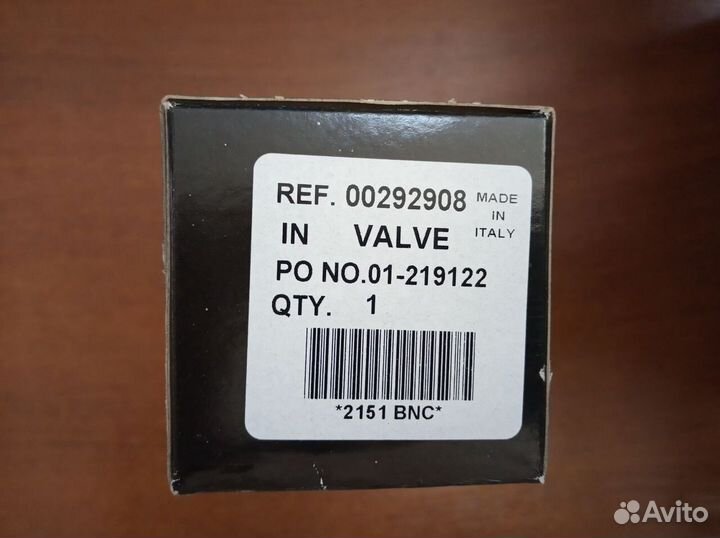 REF. 00292908
MADE
IN
ITALY
IN VALVE
PO NO.01-219122
QTY. 1
*2151 BNC*
Avito